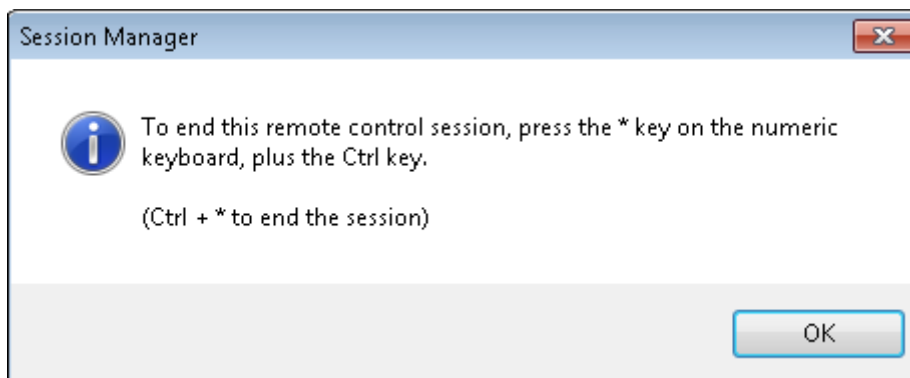 Session Manager
To end this remote control session, press the * key on the numeric
keyboard, plus the Ctrl key.
(Ctrl + * to end the session)
OK